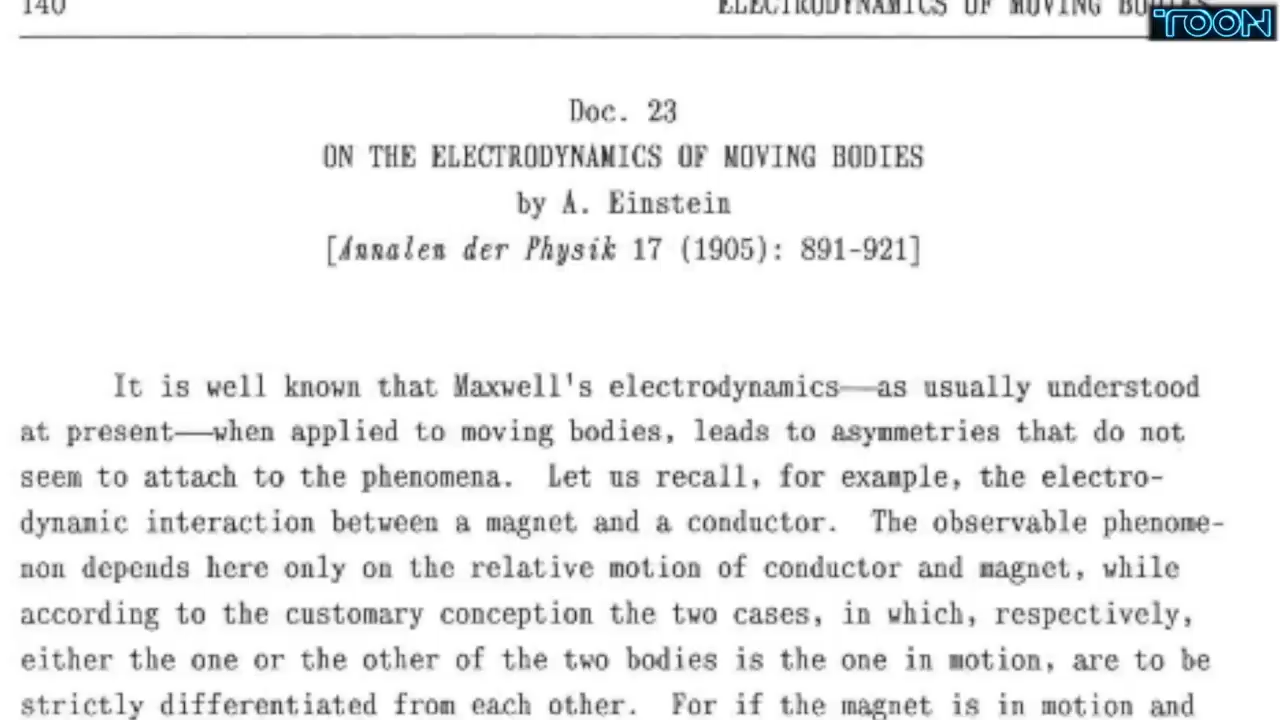 140 ELECTRODYNAMICS OF MOVING BODIES
TOON
Doc. 23
ON THE ELECTRODYNAMICS OF MOVING BODIES
by A. Einstein
[Annalen der Physik 17 (1905): 891-921]
It is well known that Maxwell's electrodynamics—as usually understood
at present—when applied to moving bodies, leads to asymmetries that do not
seem to attach to the phenomena. Let us recall, for example, the electro-
dynamic interaction between a magnet and a conductor. The observable phenome-
non depends here only on the relative motion of conductor and magnet, while
according to the customary conception the two cases, in which, respectively,
either the one or the other of the two bodies is the one in motion, are to be
strictly differentiated from each other. For if the magnet is in motion and